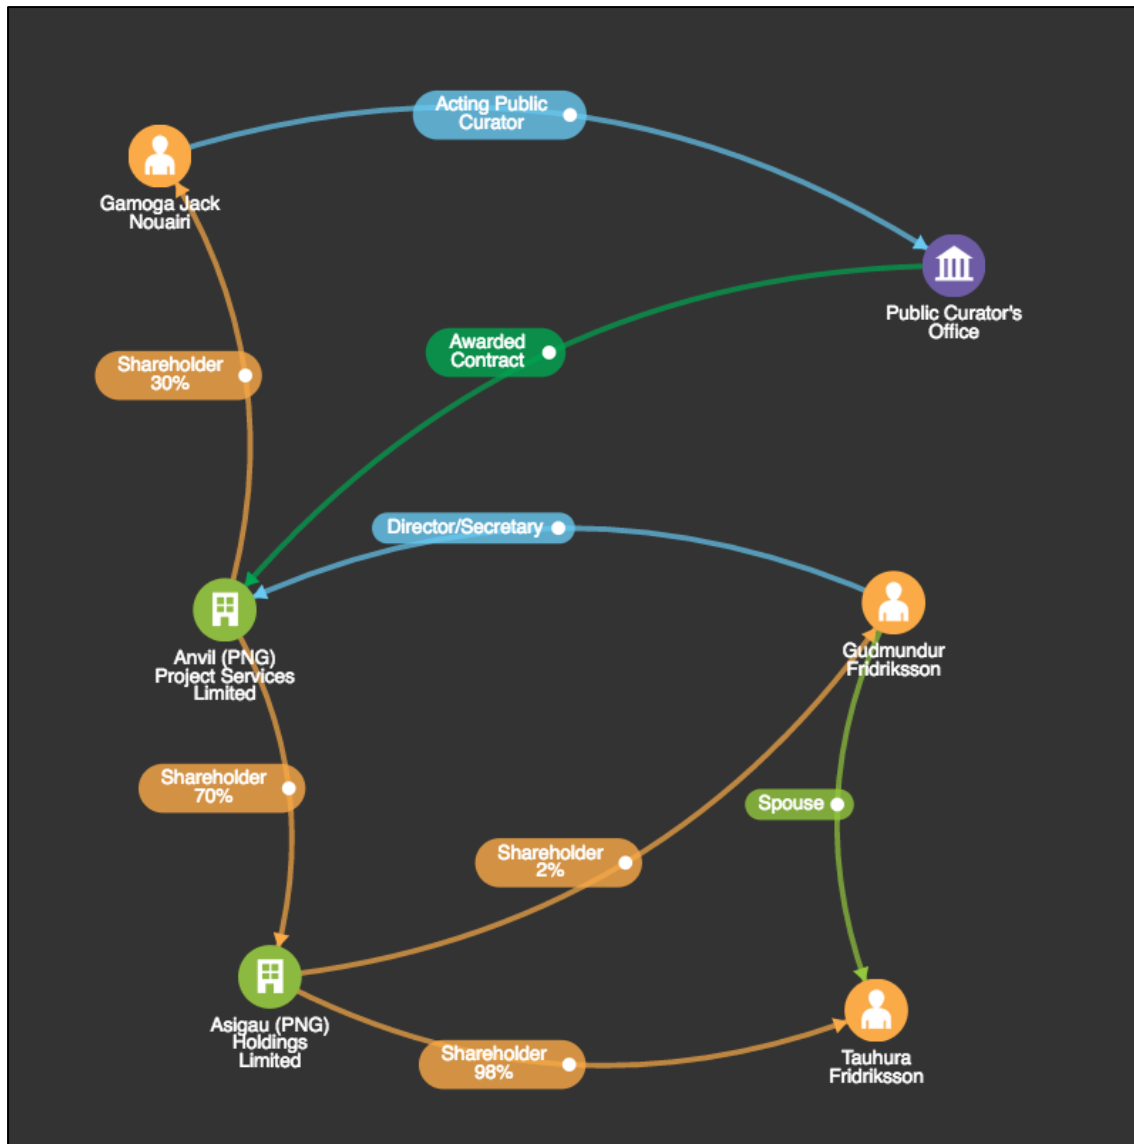 Acting Public
Curator
Gamoga Jack
Nouairi
Public Curator's
Office
Awarded
Contract
Shareholder
30%
Director/Secretary
Anvil (PNG)
Project Services
Limited
Gudmundur
Fridriksson
Shareholder
70%
Spouse
Shareholder
2%
Asigau (PNG)
Holdings
Limited
Shareholder
98%
Tauhura
Fridriksson